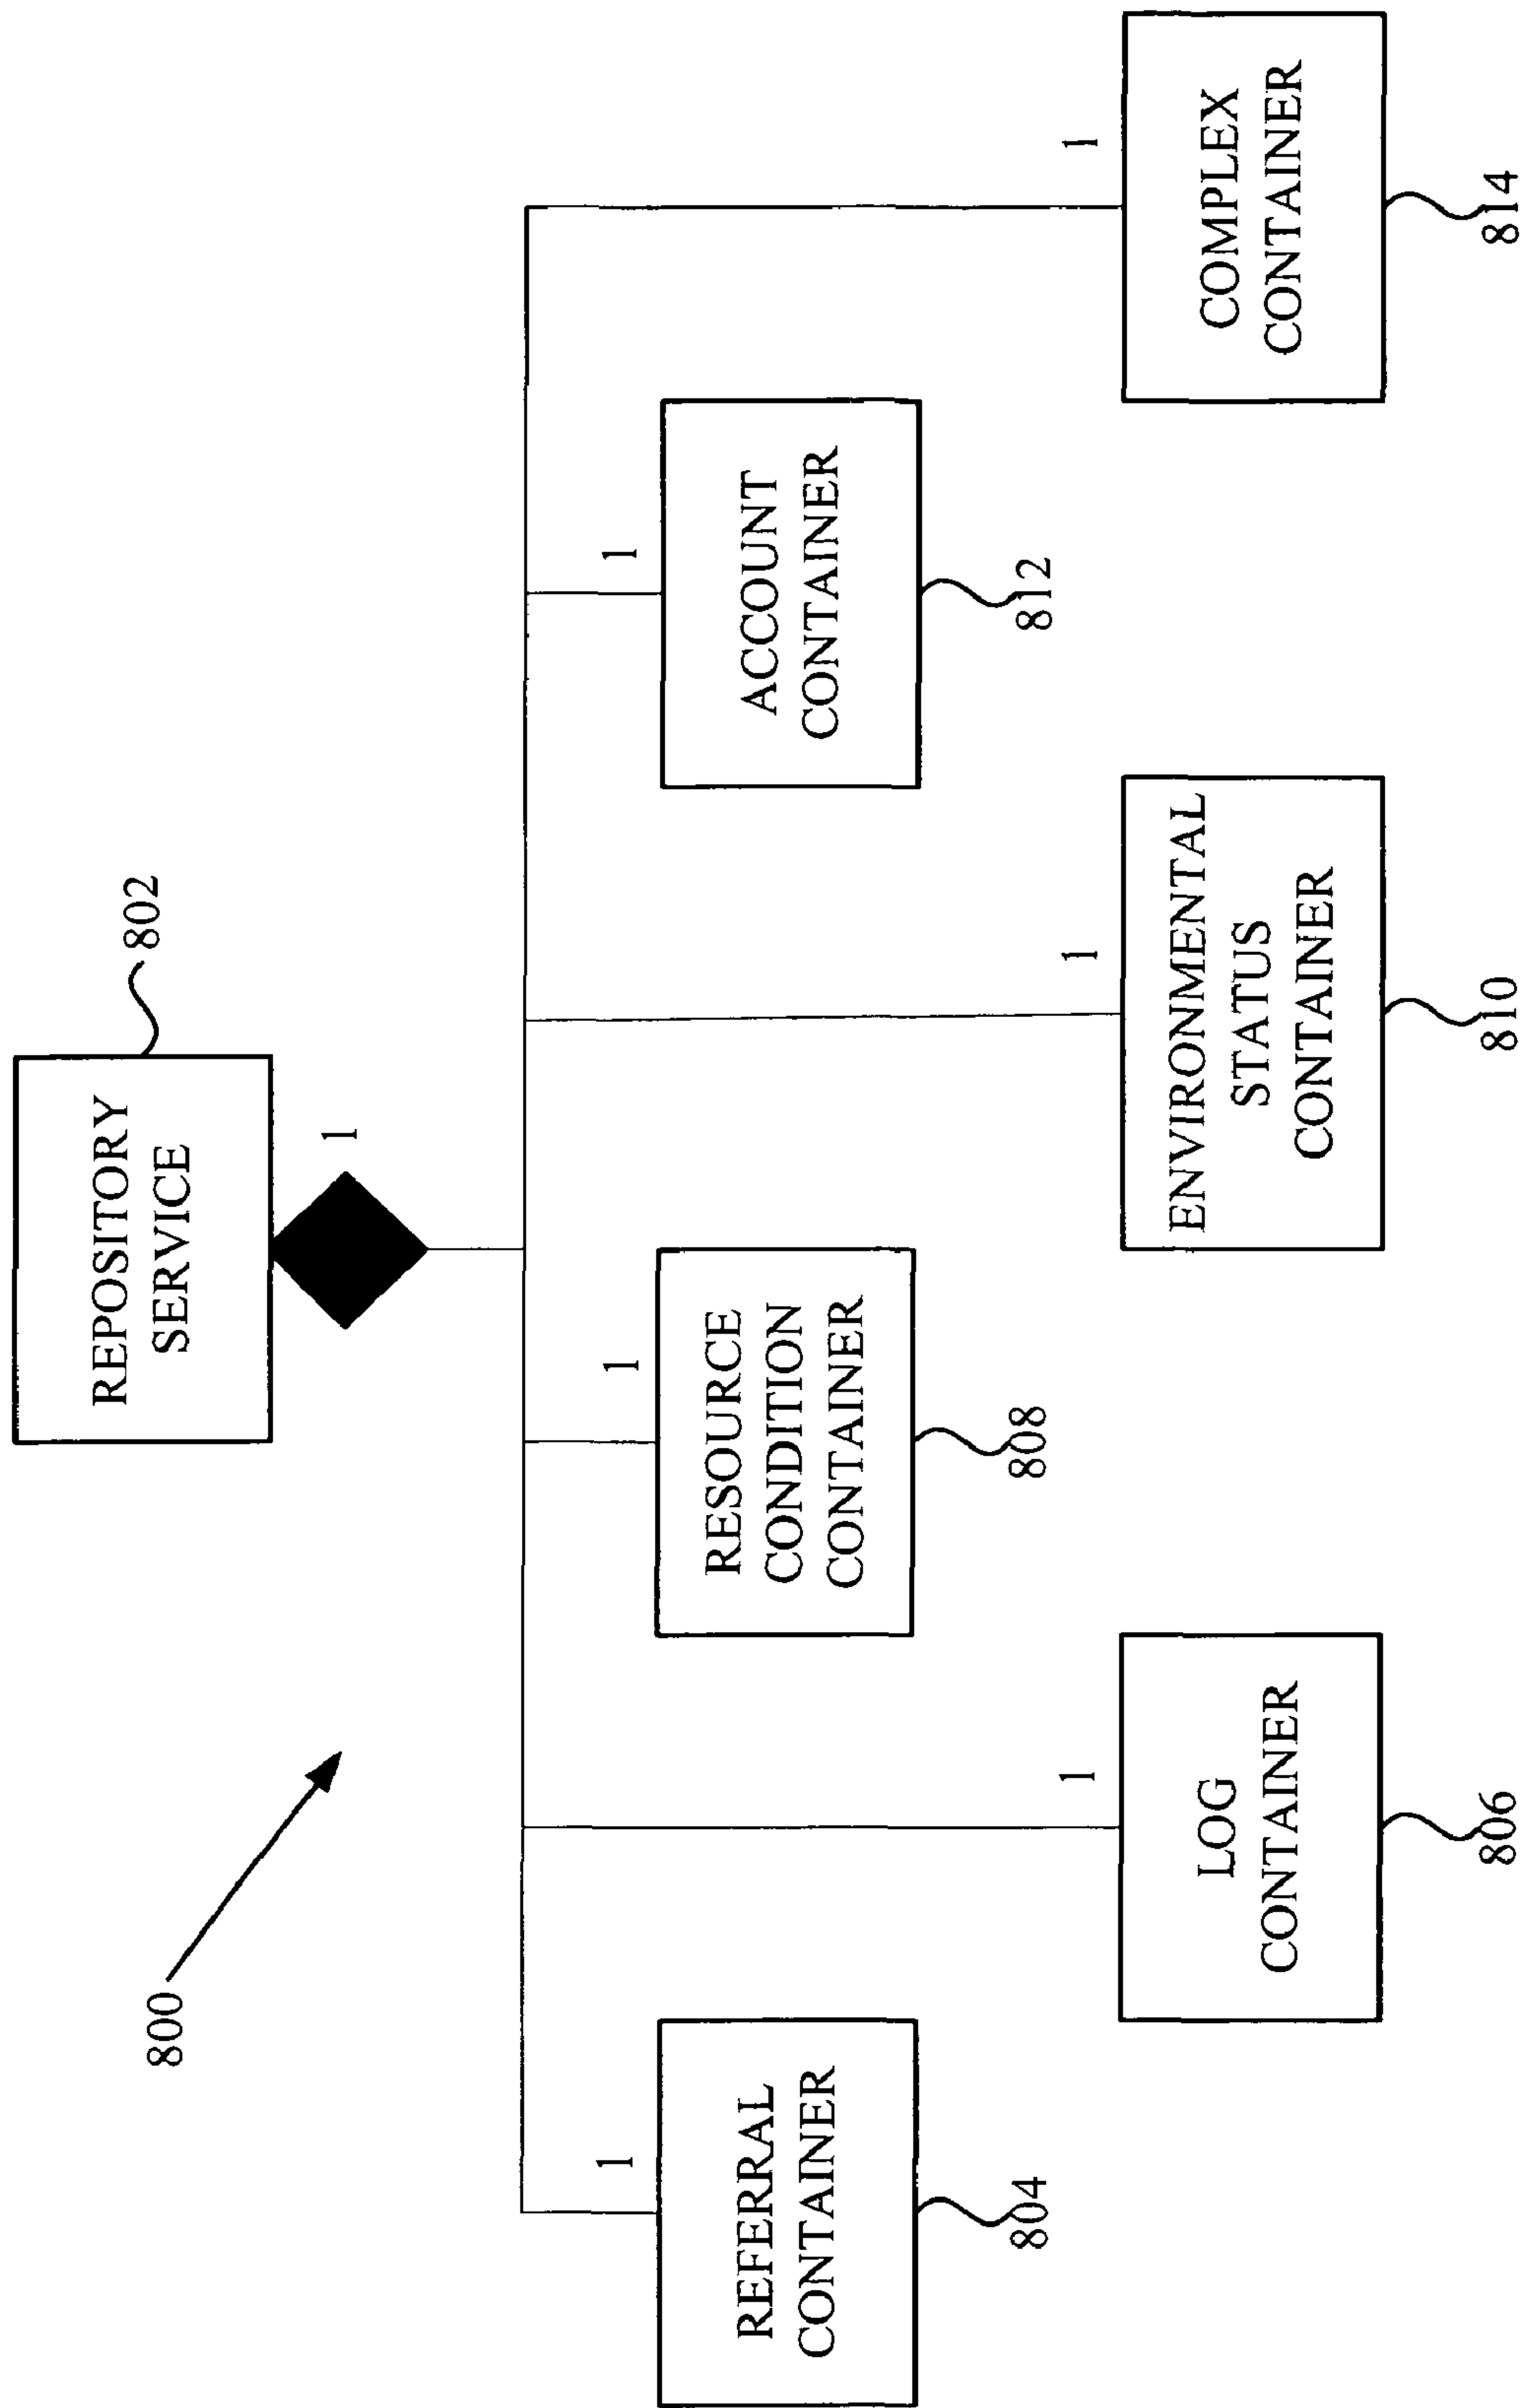 800
REPOSITORY
SERVICE
802
1
1
REFERRAL
CONTAINER
804
1
LOG
CONTAINER
806
1
RESOURCE
CONDITION
CONTAINER
808
1
ENVIRONMENTAL
STATUS
CONTAINER
810
1
ACCOUNT
CONTAINER
812
1
COMPLEX
CONTAINER
814